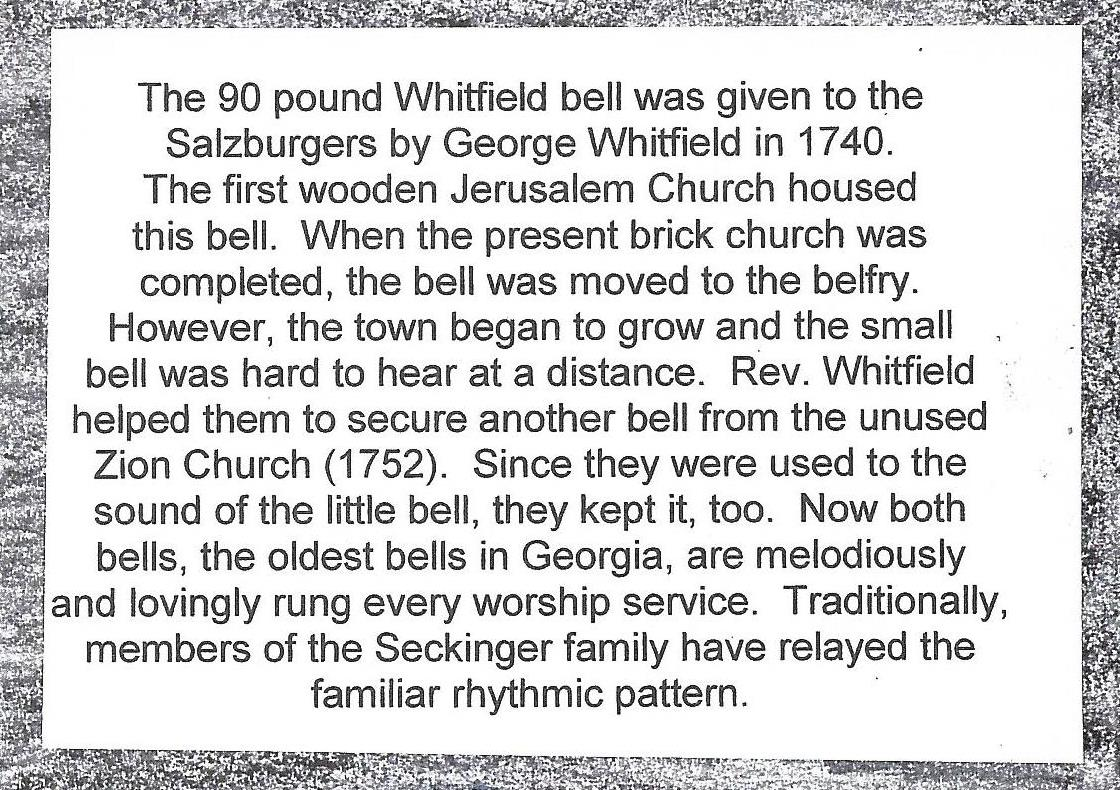 The 90 pound Whitfield bell was given to the
Salzburgers by George Whitfield in 1740.
The first wooden Jerusalem Church housed
this bell.  When the present brick church was
completed, the bell was moved to the belfry.
However, the town began to grow and the small
bell was hard to hear at a distance.  Rev. Whitfield
helped them to secure another bell from the unused
Zion Church (1752).  Since they were used to the
sound of the little bell, they kept it, too.  Now both
bells, the oldest bells in Georgia, are melodiously
and lovingly rung every worship service.  Traditionally,
members of the Seckinger family have relayed the
familiar rhythmic pattern.